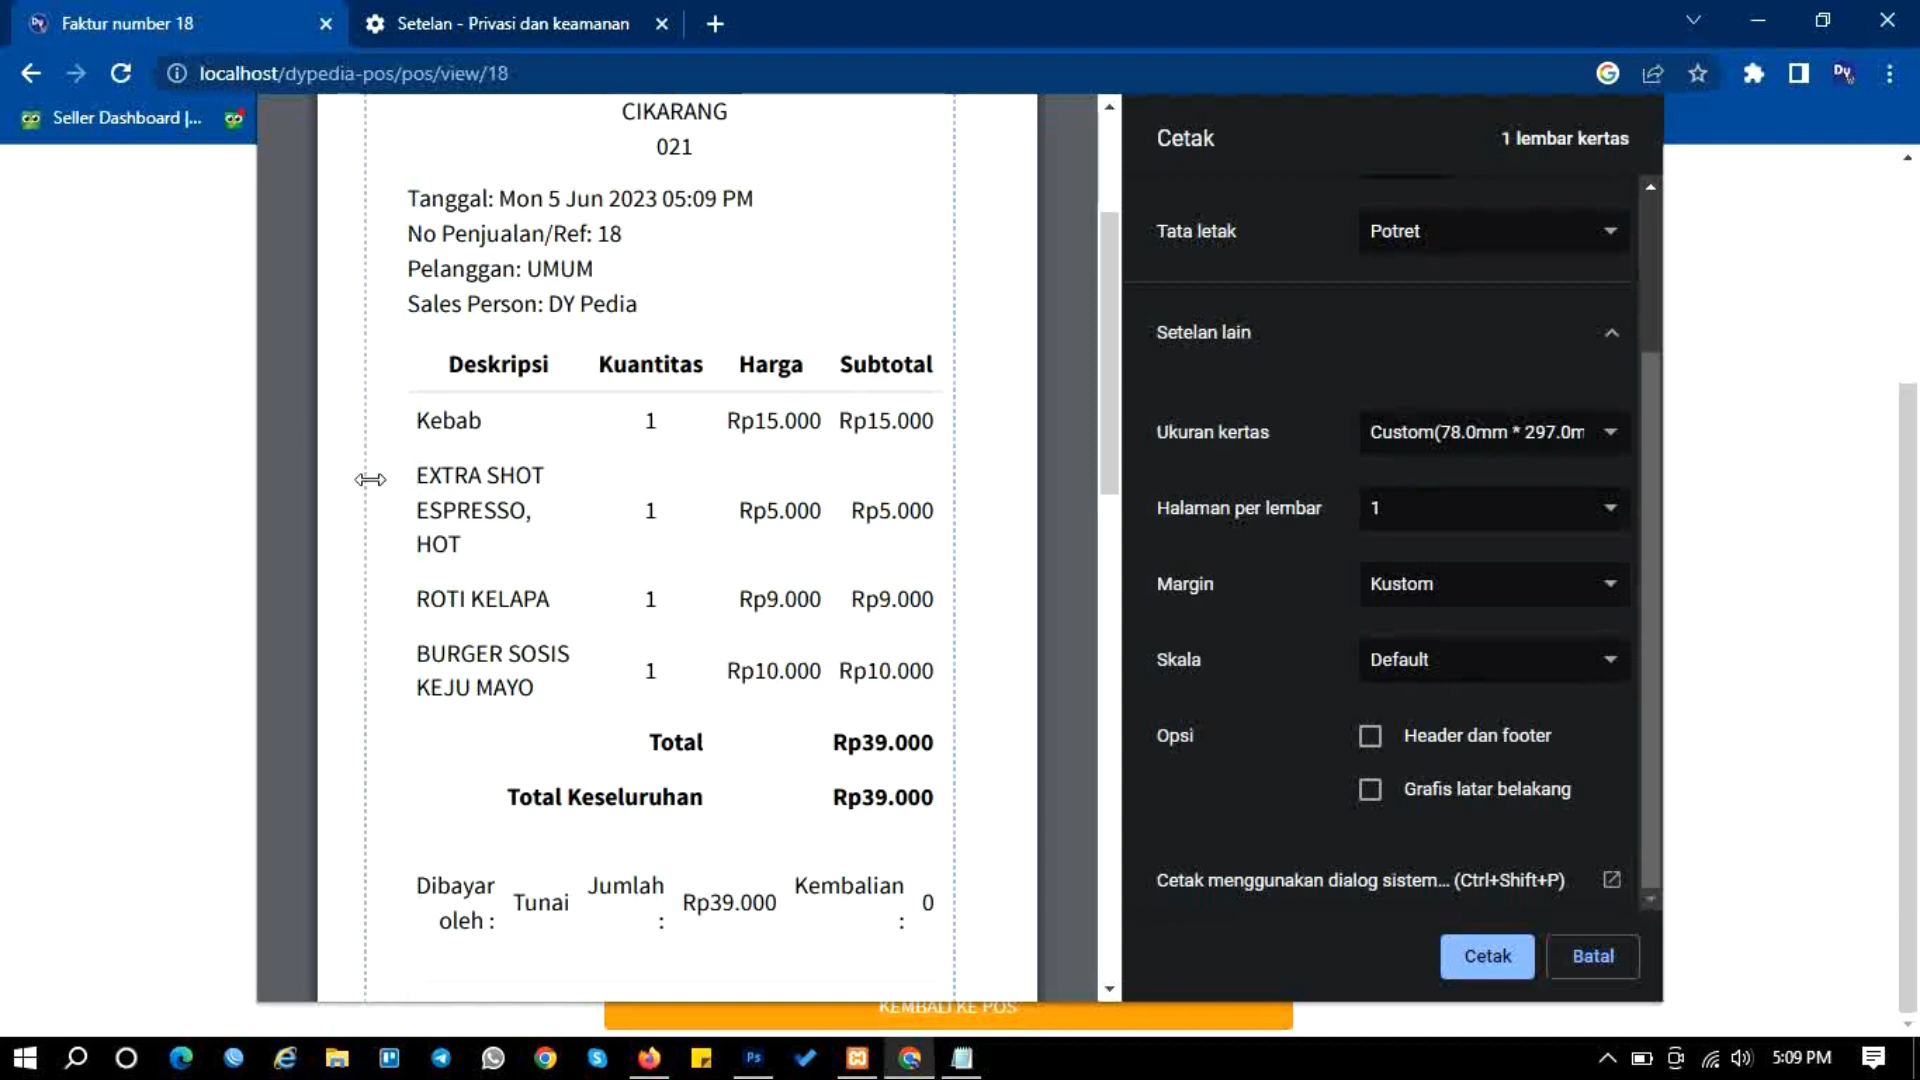 Faktur number 18
Setelan - Privasi dan keamanan
localhost/dypedia-pos/pos/view/18
Dy
Seller Dashboard |...
CIKARANG
021
Tanggal: Mon 5 Jun 2023 05:09 PM
No Penjualan/Ref: 18
Pelanggan: UMUM
Sales Person: DY Pedia
Deskripsi Kuantitas Harga Subtotal
Kebab 1 Rp15.000 Rp15.000
EXTRA SHOT
ESPRESSO, 1 Rp5.000 Rp5.000
HOT
ROTI KELAPA 1 Rp9.000 Rp9.000
BURGER SOSIS
KEJU MAYO 1 Rp10.000 Rp10.000
Total Rp39.000
Total Keseluruhan Rp39.000
Dibayar oleh : Tunai Jumlah : Rp39.000 Kembalian : 0
Cetak 1 lembar kertas
Tata letak Potret
Setelan lain
Ukuran kertas Custom(78.0mm * 297.0m
Halaman per lembar 1
Margin Kustom
Skala Default
Opsi Header dan footer
Grafis latar belakang
Cetak menggunakan dialog sistem... (Ctrl+Shift+P)
Cetak Batal
KEMBALI KE POS
Ps
5:09 PM